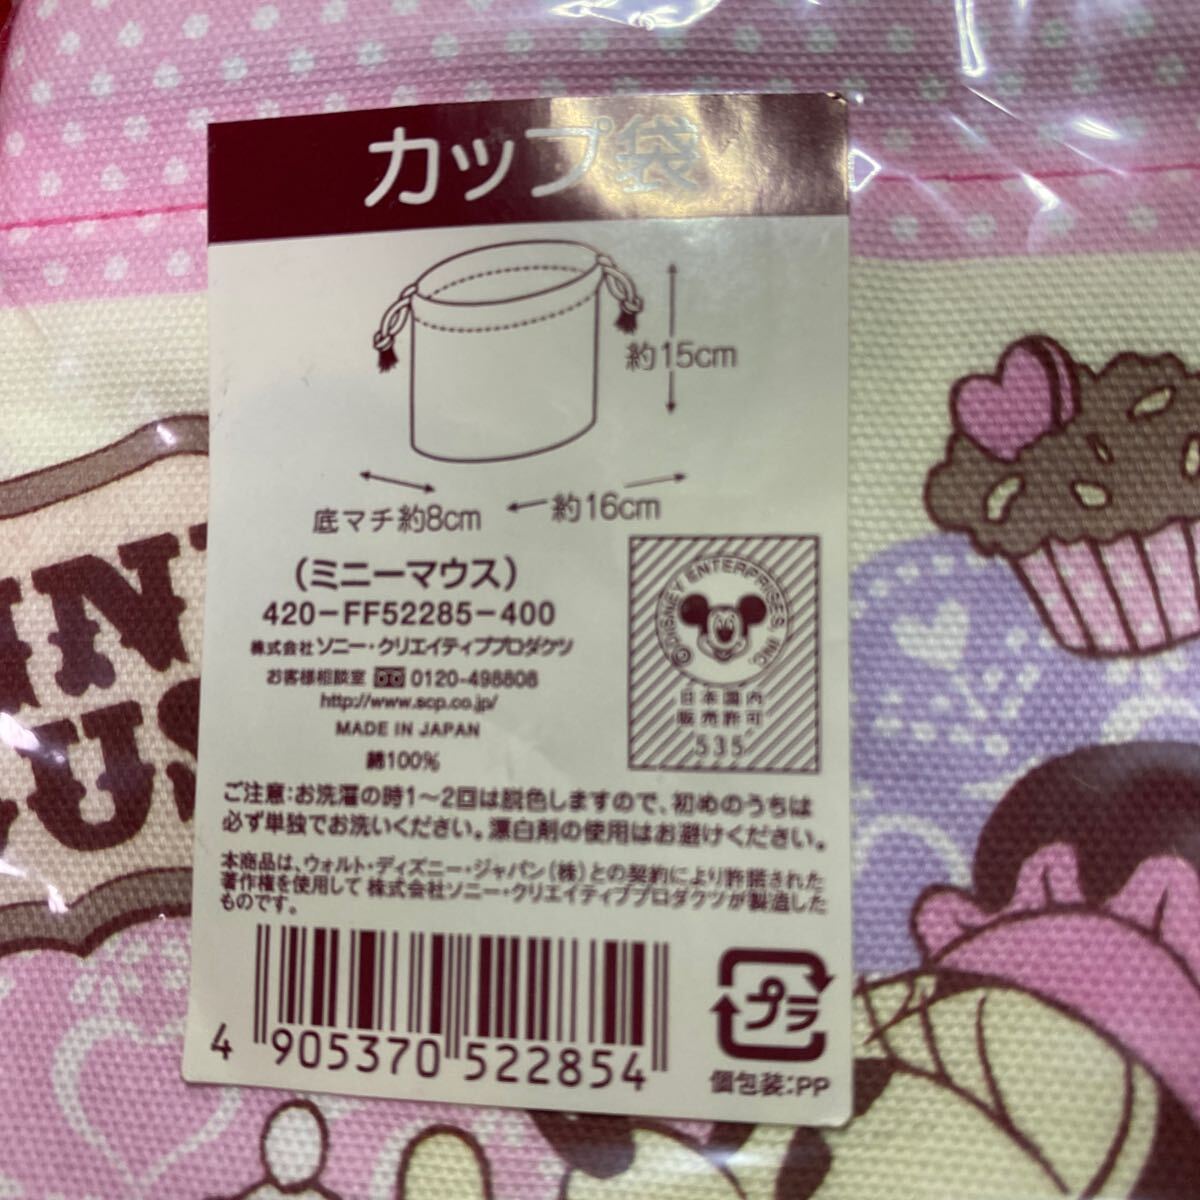 カップ袋
約15cm
底マチ約8cm
約16cm
(ミニーマウス)
420-FF52285-400
株式会社 ソニー・クリエイティブプロダクツ
お客様相談室 0120-498808
http://www.scp.co.jp/
MADE IN JAPAN
綿100%
©DISNEY ENTERPRISES, INC.
日本国内
販売許可
535
ご注意:お洗濯の時1～2回は脱色しますので、初めのうちは
必ず単独でお洗いください。漂白剤の使用はお避けください。
本商品は、ウォルト・ディズニー・ジャパン(株)との契約により許諾された
著作権を使用して 株式会社ソニー・クリエイティブプロダクツが製造した
ものです。
4 905370 522854
プラ
個包装:PP